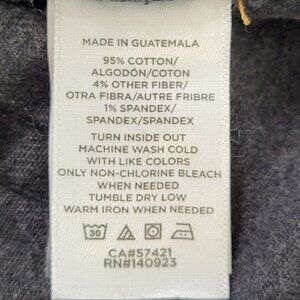 MADE IN GUATEMALA
95% COTTON/
ALGODÓN/COTON
4% OTHER FIBER/
OTRA FIBRA/AUTRE FRIBRE
1% SPANDEX/
SPANDEX/SPANDEX
TURN INSIDE OUT
MACHINE WASH COLD
WITH LIKE COLORS
ONLY NON-CHLORINE BLEACH
WHEN NEEDED
TUMBLE DRY LOW
WARM IRON WHEN NEEDED
30
CA#57421
RN#140923